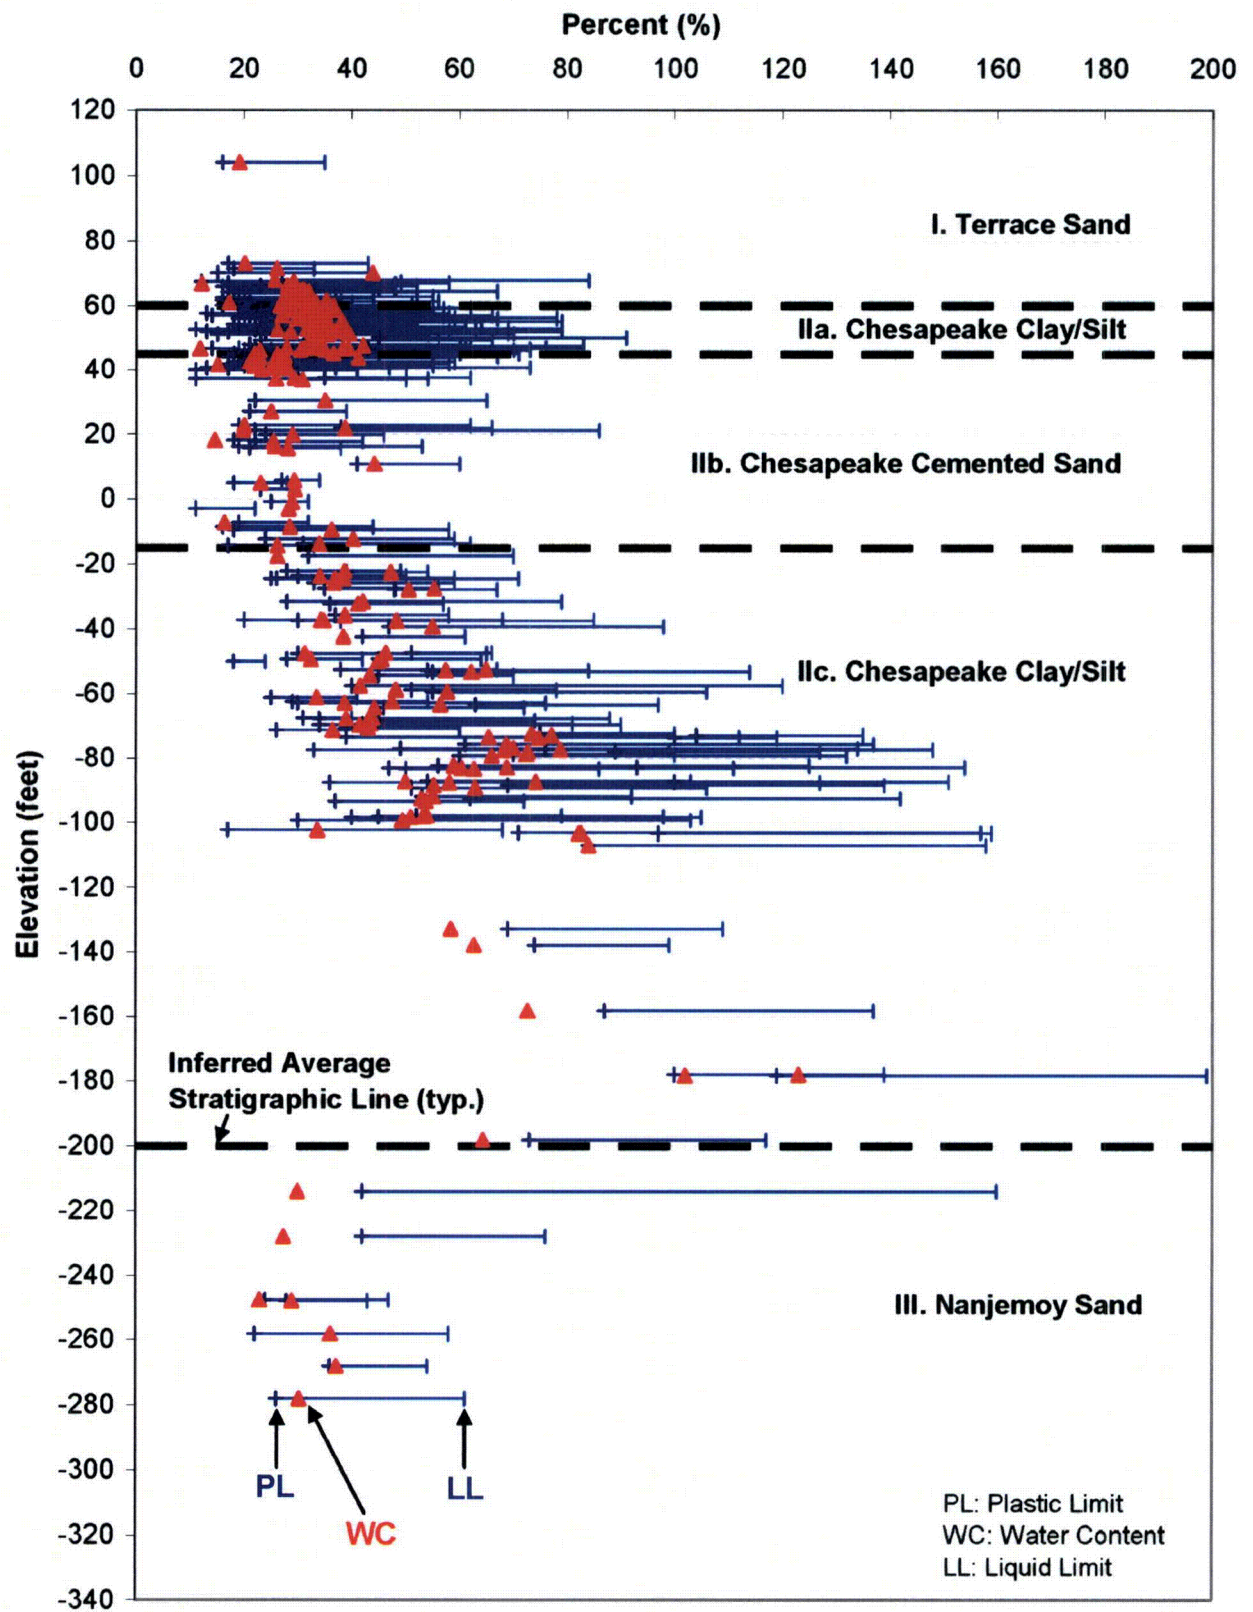 Percent (%)
0 20 40 60 80 100 120 140 160 180 200
120
100
80
I. Terrace Sand
60
IIa. Chesapeake Clay/Silt
40
20
IIb. Chesapeake Cemented Sand
0
-20
-40
-60
IIc. Chesapeake Clay/Silt
-80
-100
-120
-140
-160
Inferred Average
-180
Stratigraphic Line (typ.)
-200
-220
-240
-260
-280
-300
-320
-340
Elevation (feet)
III. Nanjemoy Sand
PL
LL
WC
PL: Plastic Limit
WC: Water Content
LL: Liquid Limit